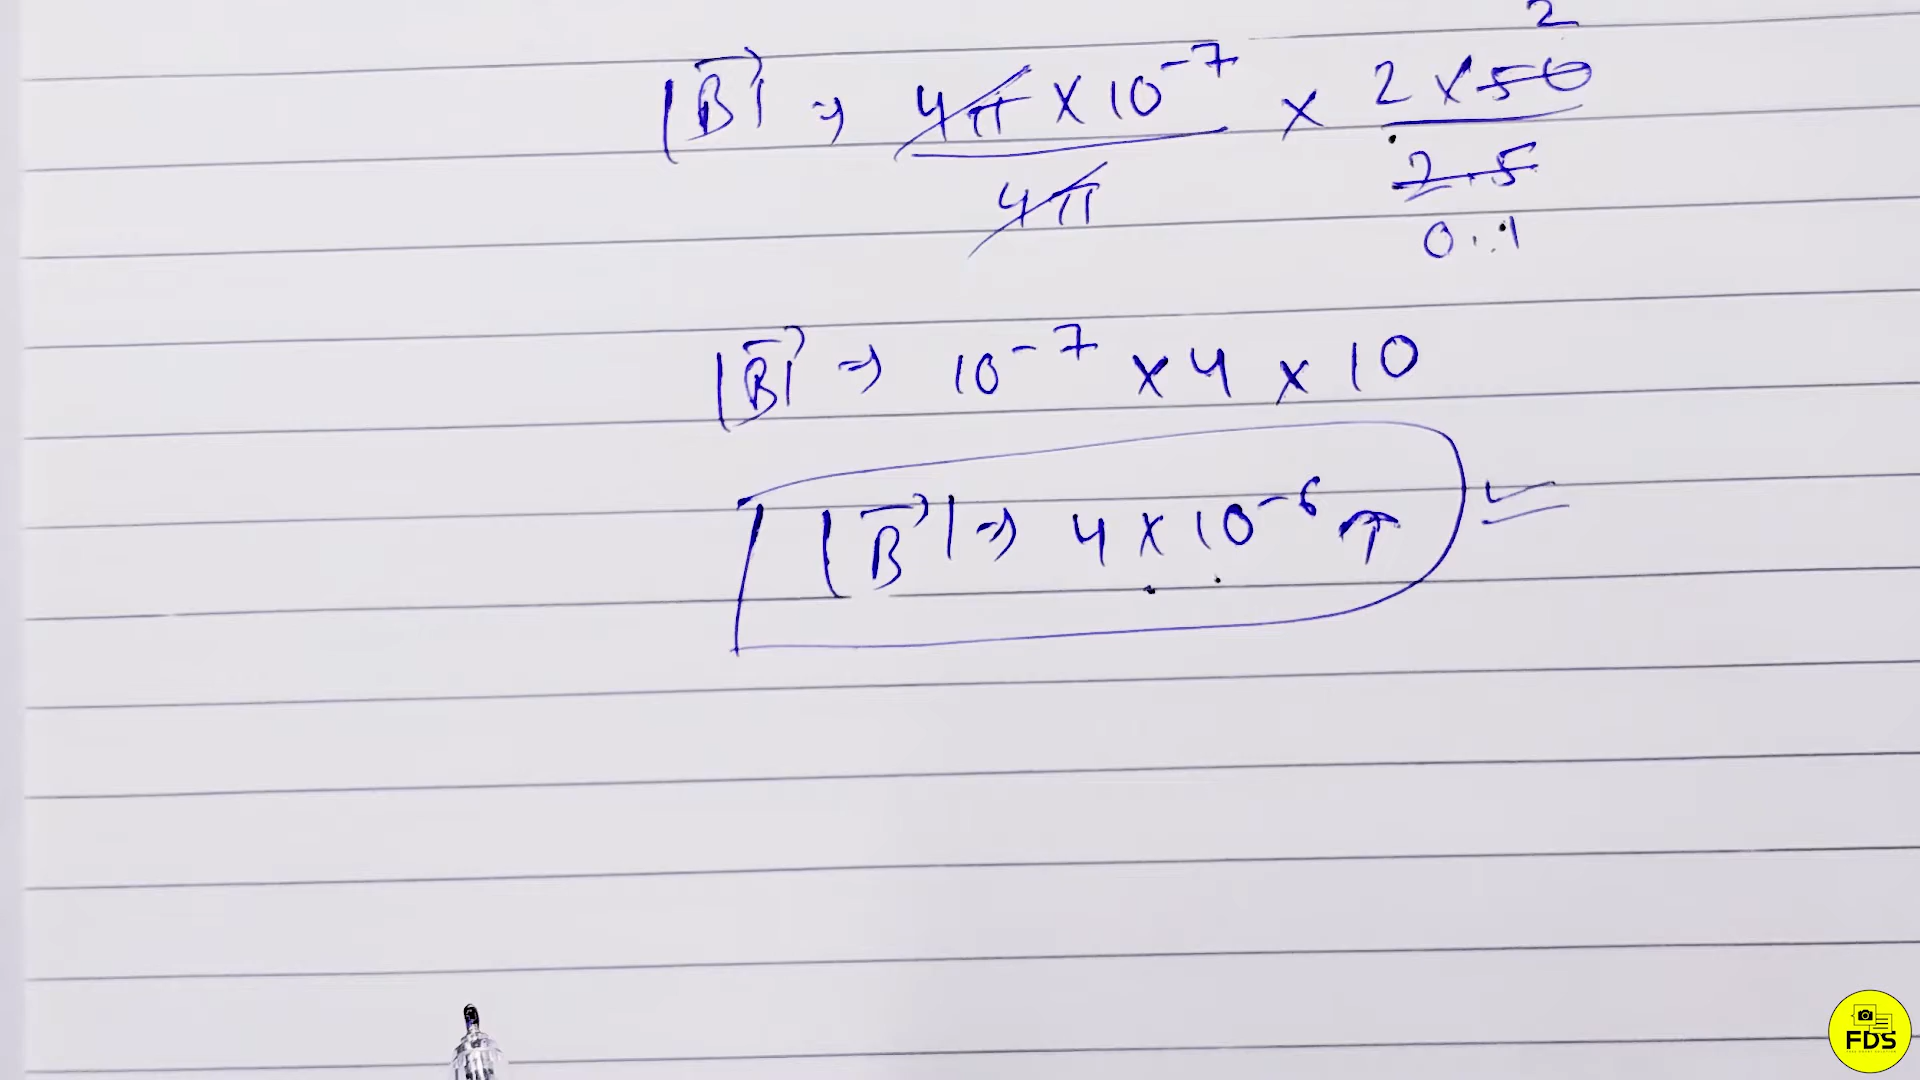 2
|B⃗| ⇒ 4π × 10⁻⁷ × 2 × 50
4π 2.5
0.1
|B⃗| ⇒ 10⁻⁷ × 4 × 10
|B⃗| ⇒ 4 × 10⁻⁶ T
FDS